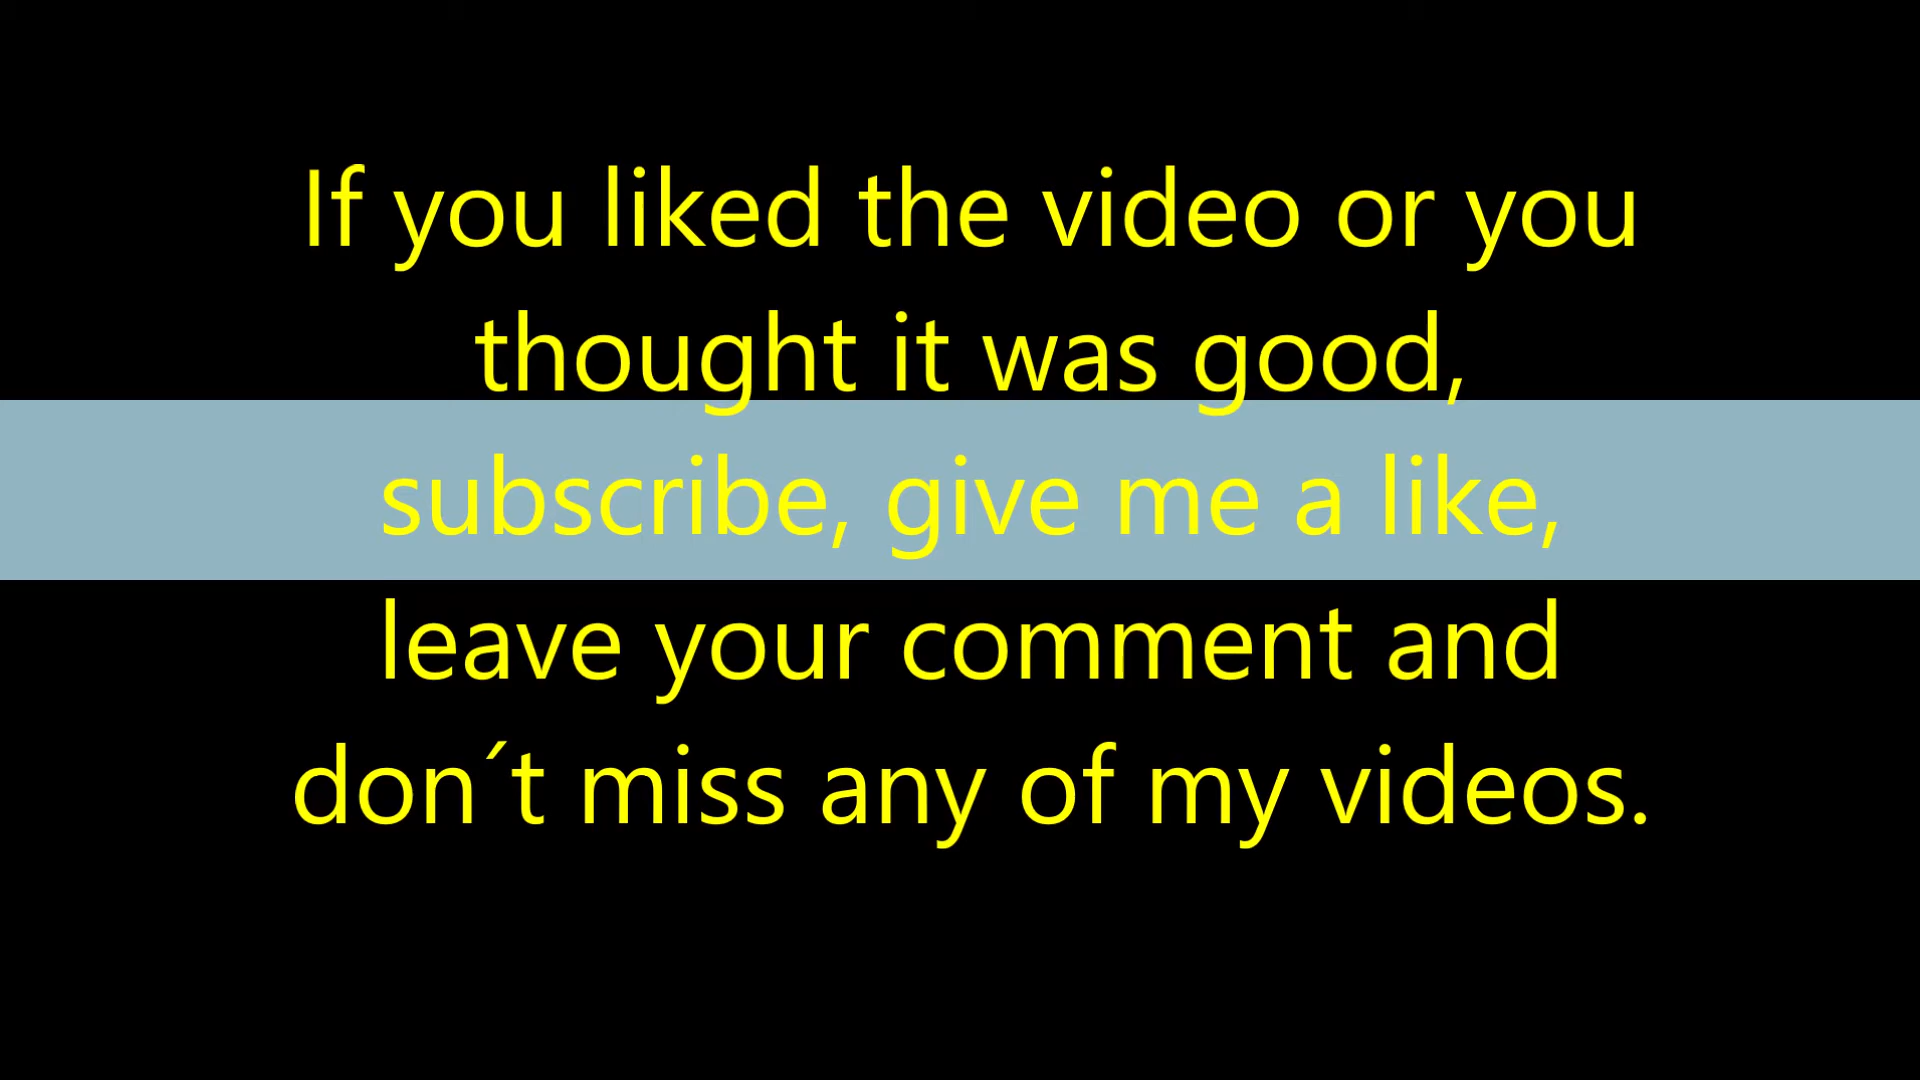 If you liked the video or you
thought it was good,
subscribe, give me a like,
leave your comment and
don´t miss any of my videos.